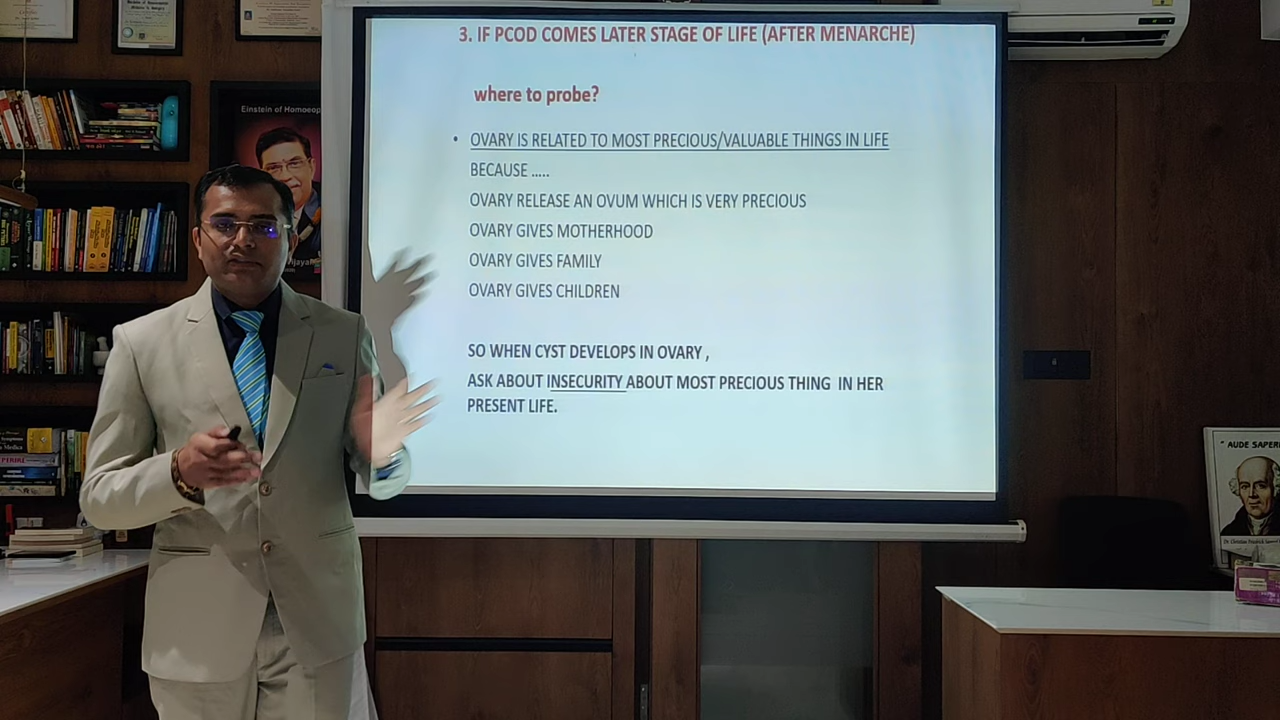 3. IF PCOD COMES LATER STAGE OF LIFE (AFTER MENARCHE)
where to probe?
• OVARY IS RELATED TO MOST PRECIOUS/VALUABLE THINGS IN LIFE
BECAUSE .....
OVARY RELEASE AN OVUM WHICH IS VERY PRECIOUS
OVARY GIVES MOTHERHOOD
OVARY GIVES FAMILY
OVARY GIVES CHILDREN
SO WHEN CYST DEVELOPS IN OVARY ,
ASK ABOUT INSECURITY ABOUT MOST PRECIOUS THING IN HER
PRESENT LIFE.
Einstein of Homoeop
" AUDE SAPER